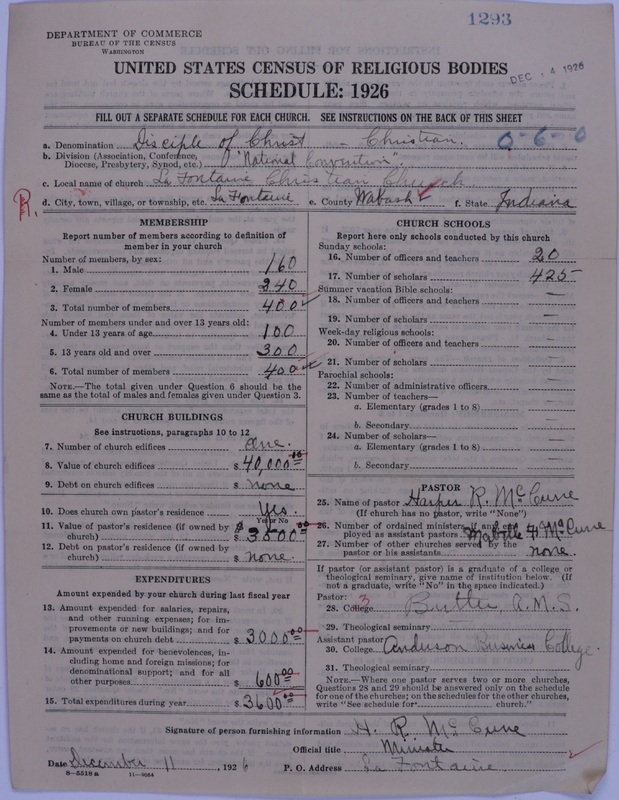 1293
DEPARTMENT OF COMMERCE
BUREAU OF THE CENSUS
WASHINGTON
DEC 14 1926
UNITED STATES CENSUS OF RELIGIOUS BODIES
SCHEDULE: 1926
FILL OUT A SEPARATE SCHEDULE FOR EACH CHURCH. SEE INSTRUCTIONS ON THE BACK OF THIS SHEET
a. Denomination Disciple of Christ - Christian. 0-6-0
b. Division (Association, Conference, Diocese, Presbytery, Synod, etc.) "National Convention"
c. Local name of church La Fontaine Christian Church
R. d. City, town, village, or township, etc. La Fontaine e. County Wabash f. State Indiana
MEMBERSHIP
Report number of members according to definition of member in your church
Number of members, by sex:
1. Male 160
2. Female 240
3. Total number of members 400
Number of members under and over 13 years old:
4. Under 13 years of age 100
5. 13 years old and over 300
6. Total number of members 400
NOTE.—The total given under Question 6 should be the same as the total of males and females given under Question 3.
CHURCH BUILDINGS
See instructions, paragraphs 10 to 12
7. Number of church edifices one.
8. Value of church edifices $ 40,000
9. Debt on church edifices $ none
10. Does church own pastor's residence Yes.
Yes or No
11. Value of pastor's residence (if owned by church) $ 3500 00
12. Debt on pastor's residence (if owned by church) $ none.
EXPENDITURES
Amount expended by your church during last fiscal year
13. Amount expended for salaries, repairs, and other running expenses; for improvements or new buildings; and for payments on church debt $ 3000 00
14. Amount expended for benevolences, including home and foreign missions; for denominational support; and for all other purposes $ 600 00
15. Total expenditures during year $ 3600 00
CHURCH SCHOOLS
Report here only schools conducted by this church
Sunday schools:
16. Number of officers and teachers 20
17. Number of scholars 425
Summer vacation Bible schools:
18. Number of officers and teachers —
19. Number of scholars —
Week-day religious schools:
20. Number of officers and teachers —
21. Number of scholars —
Parochial schools:
22. Number of administrative officers
23. Number of teachers—
a. Elementary (grades 1 to 8) —
b. Secondary —
24. Number of scholars—
a. Elementary (grades 1 to 8) —
b. Secondary —
PASTOR
25. Name of pastor Harper R. McCune
(If church has no pastor, write "None")
26. Number of ordained ministers if any employed as assistant pastors McCune
27. Number of other churches served by the pastor or his assistants none.
If pastor (or assistant pastor) is a graduate of a college or theological seminary, give name of institution below. (If not a graduate, write "No" in the space indicated.)
Pastor: 3
28. College Butler, A.M.S.
29. Theological seminary
Assistant pastor
30. College Anderson Business College.
31. Theological seminary
NOTE.—Where one pastor serves two or more churches, Questions 28 and 29 should be answered only on the schedule for one of the churches; on the schedules for the other churches, write "See schedule for church."
Signature of person furnishing information H. R. McCune
Official title Minister
Date December 11, 1926 P. O. Address La Fontaine.
8—5518 a 11—9064